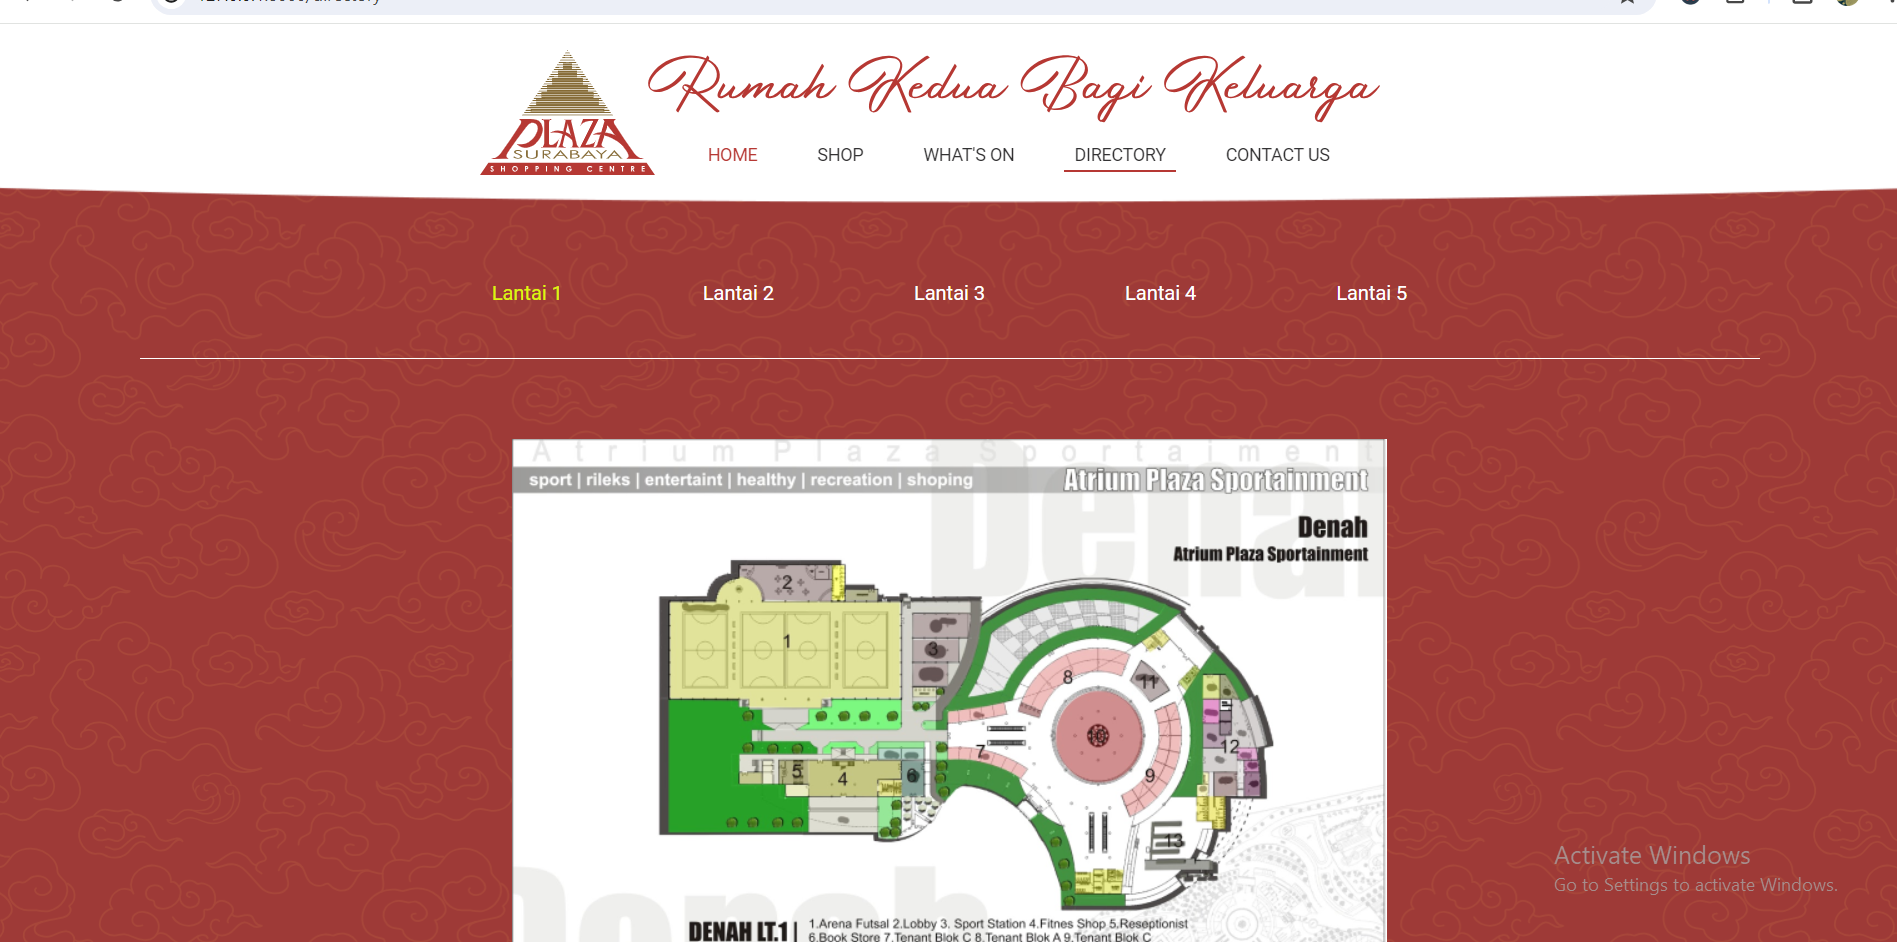 Rumah Kedua Bagi Keluarga
PLAZA
SURABAYA
SHOPPING CENTRE
HOME SHOP WHAT'S ON DIRECTORY CONTACT US
Lantai 1 Lantai 2 Lantai 3 Lantai 4 Lantai 5
Atrium Plaza Sportaiment
sport | rileks | entertaint | healthy | recreation | shoping
Atrium Plaza Sportainment
Denah
Atrium Plaza Sportainment
2
1
3
8
11
7
12
5
4
6
9
13
Activate Windows
Go to Settings to activate Windows.
DENAH LT.1 |
1.Arena Futsal 2.Lobby 3. Sport Station 4.Fitnes Shop 5.Reseptionist
6.Book Store 7.Tenant Blok C 8.Tenant Blok A 9.Tenant Blok C